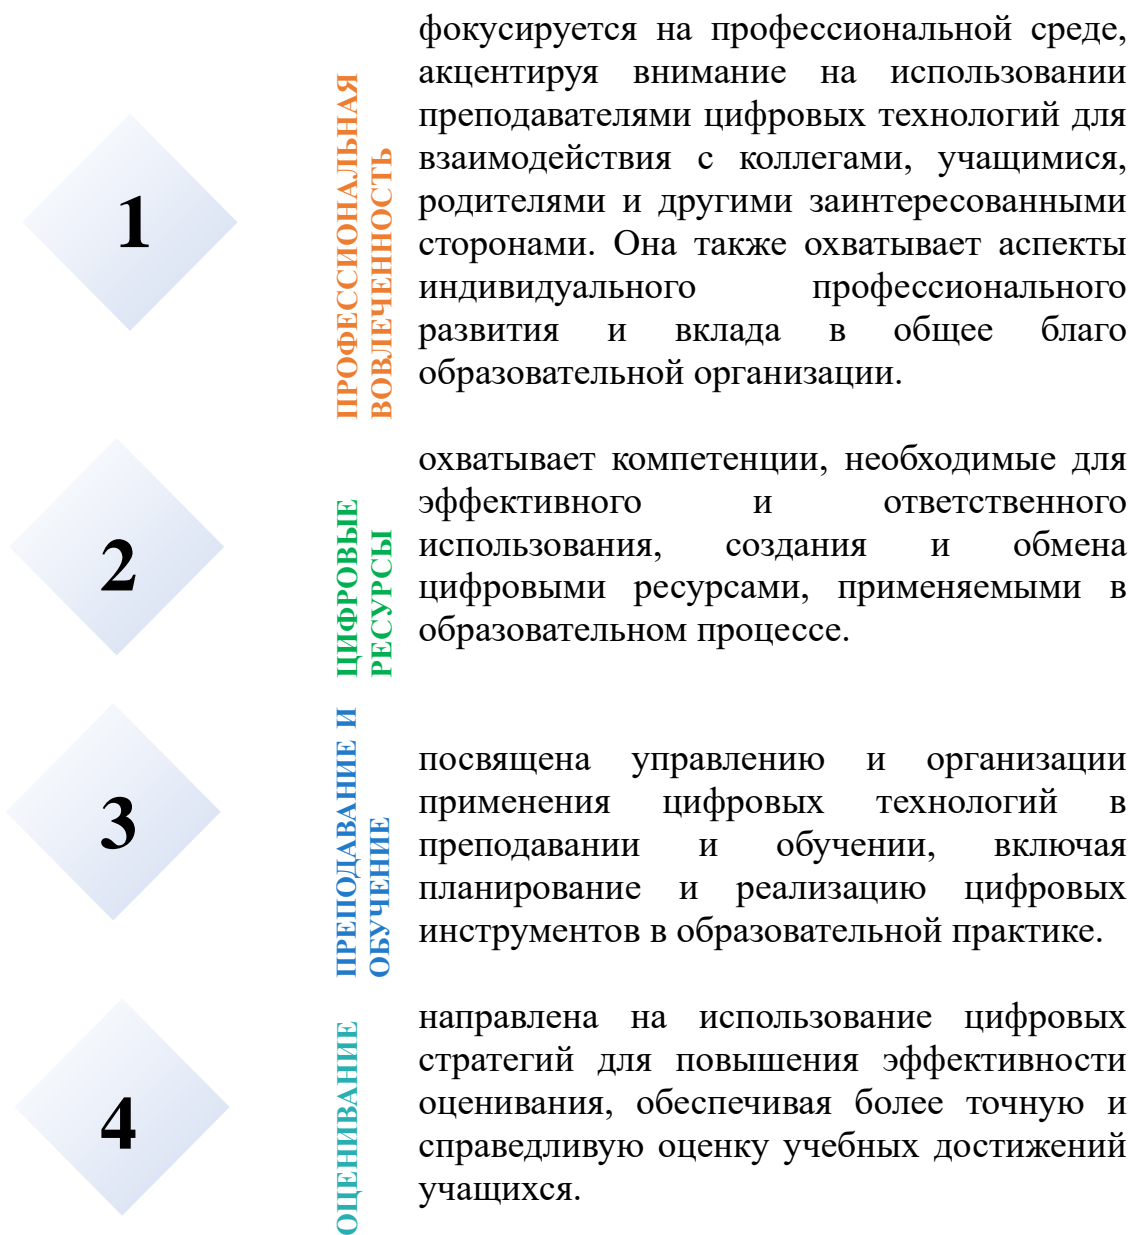 1
ПРОФЕССИОНАЛЬНАЯ
ВОВЛЕЧЕННОСТЬ
фокусируется на профессиональной среде,
акцентируя внимание на использовании
преподавателями цифровых технологий для
взаимодействия с коллегами, учащимися,
родителями и другими заинтересованными
сторонами. Она также охватывает аспекты
индивидуального профессионального
развития и вклада в общее благо
образовательной организации.
2
ЦИФРОВЫЕ
РЕСУРСЫ
охватывает компетенции, необходимые для
эффективного и ответственного
использования, создания и обмена
цифровыми ресурсами, применяемыми в
образовательном процессе.
3
ПРЕПОДАВАНИЕ И
ОБУЧЕНИЕ
посвящена управлению и организации
применения цифровых технологий в
преподавании и обучении, включая
планирование и реализацию цифровых
инструментов в образовательной практике.
4
ОЦЕНИВАНИЕ
направлена на использование цифровых
стратегий для повышения эффективности
оценивания, обеспечивая более точную и
справедливую оценку учебных достижений
учащихся.